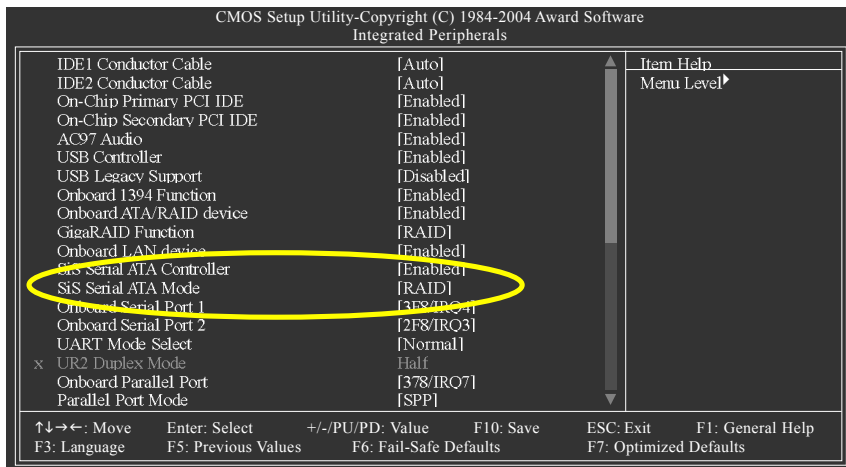 CMOS Setup Utility-Copyright (C) 1984-2004 Award Software
Integrated Peripherals
IDE1 Conductor Cable [Auto]
IDE2 Conductor Cable [Auto]
On-Chip Primary PCI IDE [Enabled]
On-Chip Secondary PCI IDE [Enabled]
AC97 Audio [Enabled]
USB Controller [Enabled]
USB Legacy Support [Disabled]
Onboard 1394 Function [Enabled]
Onboard ATA/RAID device [Enabled]
GigaRAID Function [RAID]
Onboard LAN device [Enabled]
SiS Serial ATA Controller [Enabled]
SiS Serial ATA Mode [RAID]
Onboard Serial Port 1 [3F8/IRQ4]
Onboard Serial Port 2 [2F8/IRQ3]
UART Mode Select [Normal]
x UR2 Duplex Mode Half
Onboard Parallel Port [378/IRQ7]
Parallel Port Mode [SPP]
Item Help
Menu Level▶
↑↓→←: Move Enter: Select +/-/PU/PD: Value F10: Save ESC: Exit F1: General Help
F3: Language F5: Previous Values F6: Fail-Safe Defaults F7: Optimized Defaults